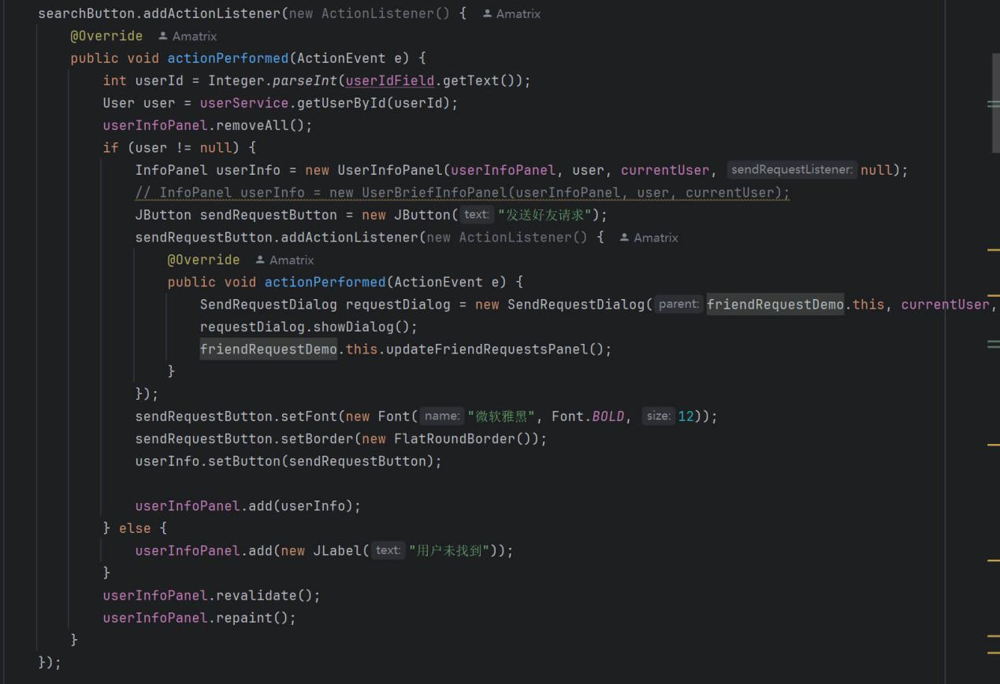 searchButton.addActionListener(new ActionListener() { Amatrix
@Override Amatrix
public void actionPerformed(ActionEvent e) {
int userId = Integer.parseInt(userIdField.getText());
User user = userService.getUserById(userId);
userInfoPanel.removeAll();
if (user != null) {
InfoPanel userInfo = new UserInfoPanel(userInfoPanel, user, currentUser, sendRequestListener: null);
// InfoPanel userInfo = new UserBriefInfoPanel(userInfoPanel, user, currentUser);
JButton sendRequestButton = new JButton( text: "发送好友请求");
sendRequestButton.addActionListener(new ActionListener() { Amatrix
@Override Amatrix
public void actionPerformed(ActionEvent e) {
SendRequestDialog requestDialog = new SendRequestDialog( parent: friendRequestDemo.this, currentUser,
requestDialog.showDialog();
friendRequestDemo.this.updateFriendRequestsPanel();
}
});
sendRequestButton.setFont(new Font( name: "微软雅黑", Font.BOLD, size: 12));
sendRequestButton.setBorder(new FlatRoundBorder());
userInfo.setButton(sendRequestButton);
userInfoPanel.add(userInfo);
} else {
userInfoPanel.add(new JLabel( text: "用户未找到"));
}
userInfoPanel.revalidate();
userInfoPanel.repaint();
}
});